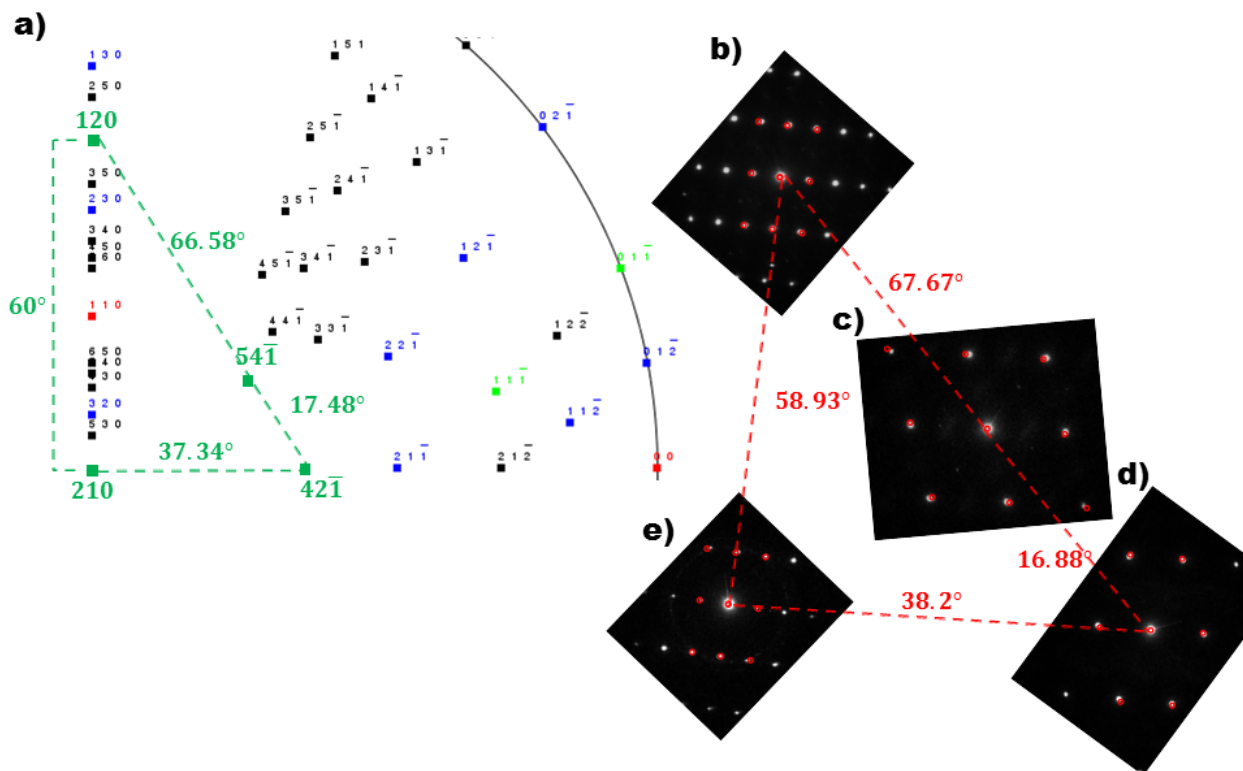 a)
1 3 0
2 5 0
120
3 5 0
2 3 0
3 4 0
4 5 0
1 1 0
6 5 0
3 2 0
5 3 0
210
60°
37.34°
66.58°
17.48°
541̅
421̅
1 5 1
1 4 1̅
2 5 1̅
1 3 1̅
2 4 1̅
3 5 1̅
4 5 1̅
3 4 1̅
2 3 1̅
1 2 1̅
4 4 1̅
3 3 1̅
2 2 1̅
0 2 1̅
0 1 1̅
1 2 2̅
0 1 2̅
1 1 1̅
1 1 2̅
2 1 1̅
2 1 2̅
0 0
b)
67.67°
c)
58.93°
d)
16.88°
e)
38.2°